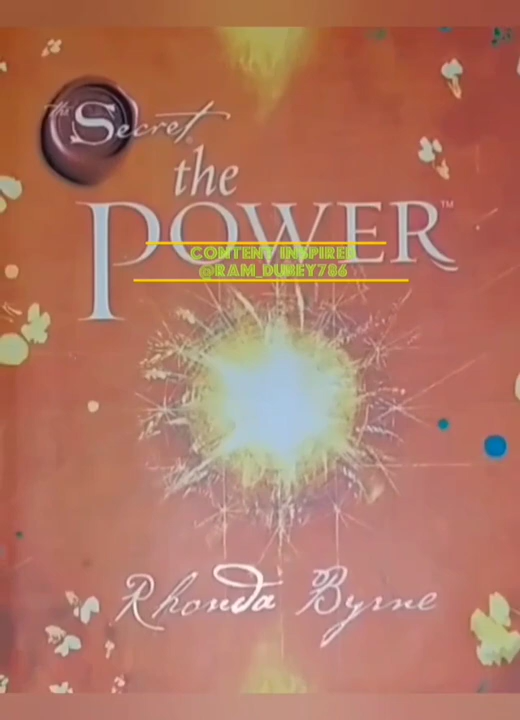 the Secret®
the
POWER™
CONTENT INSPIRED
@RAM_DUBEY786
Rhonda Byrne